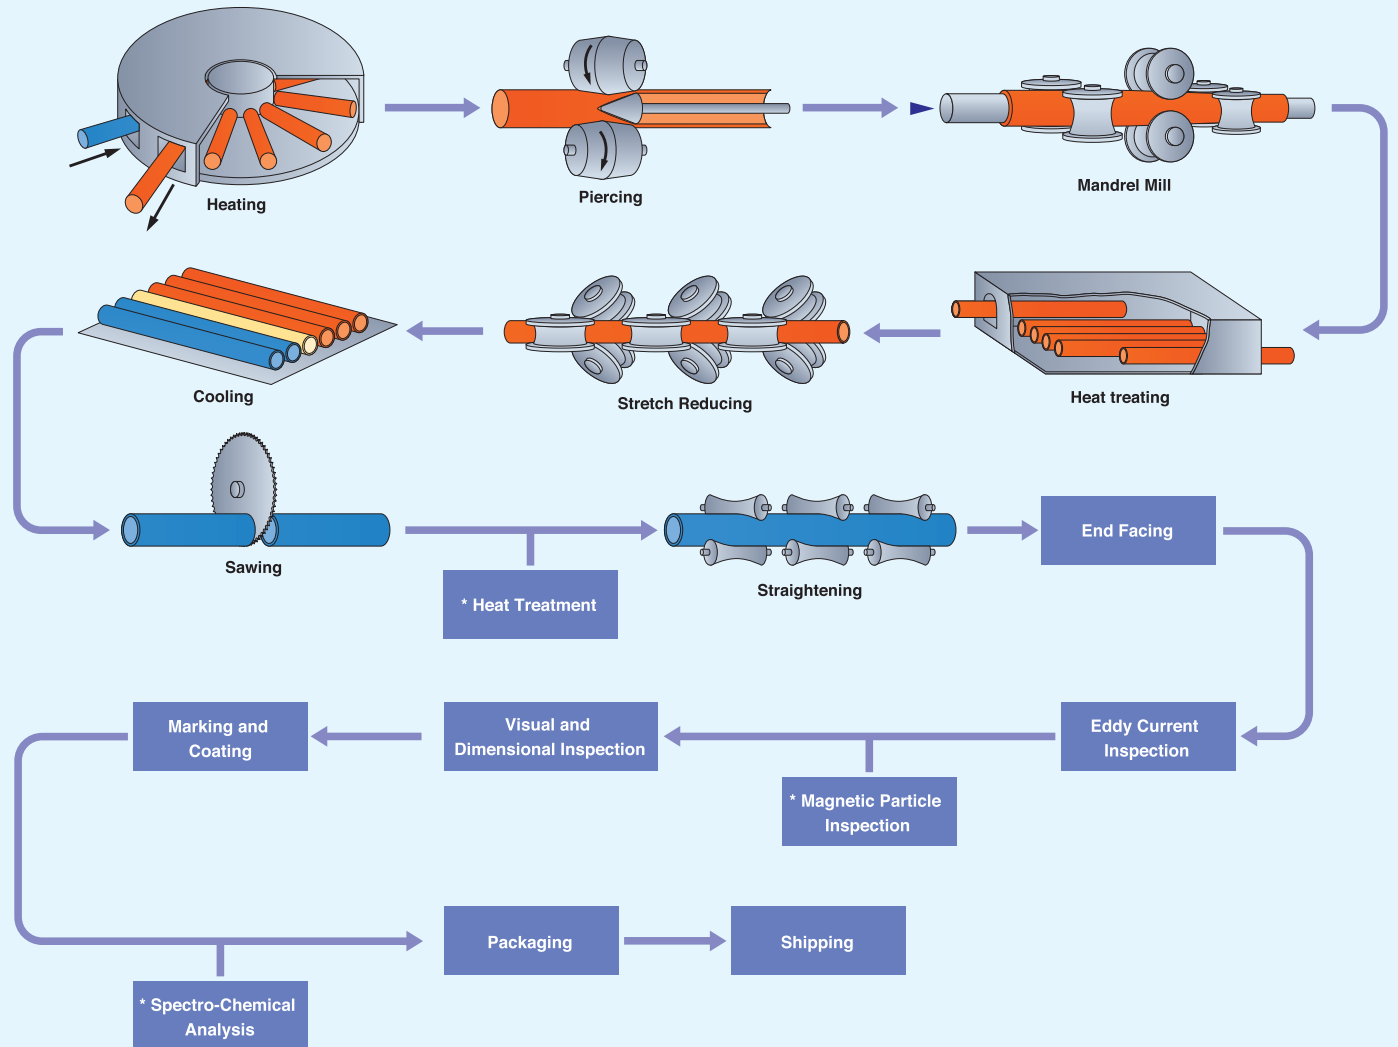 Heating
Piercing
Mandrel Mill
Cooling
Stretch Reducing
Heat treating
Sawing
* Heat Treatment
Straightening
End Facing
Marking and
Coating
Visual and
Dimensional Inspection
* Magnetic Particle
Inspection
Eddy Current
Inspection
* Spectro-Chemical
Analysis
Packaging
Shipping